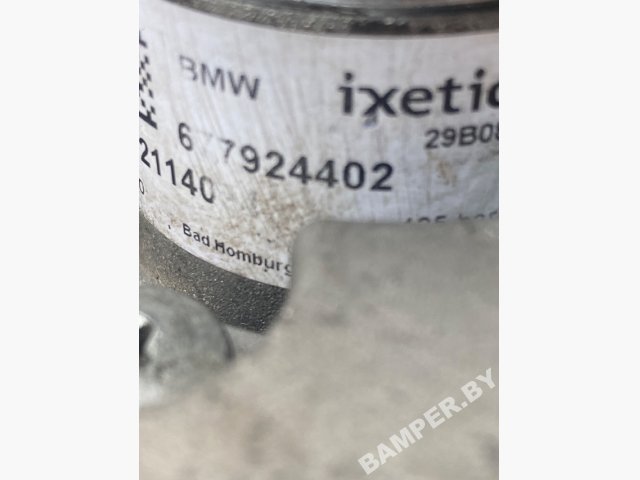 BMW ixetic
29B08
6 7924402
21140
Bad Homburg
BAMPER.BY